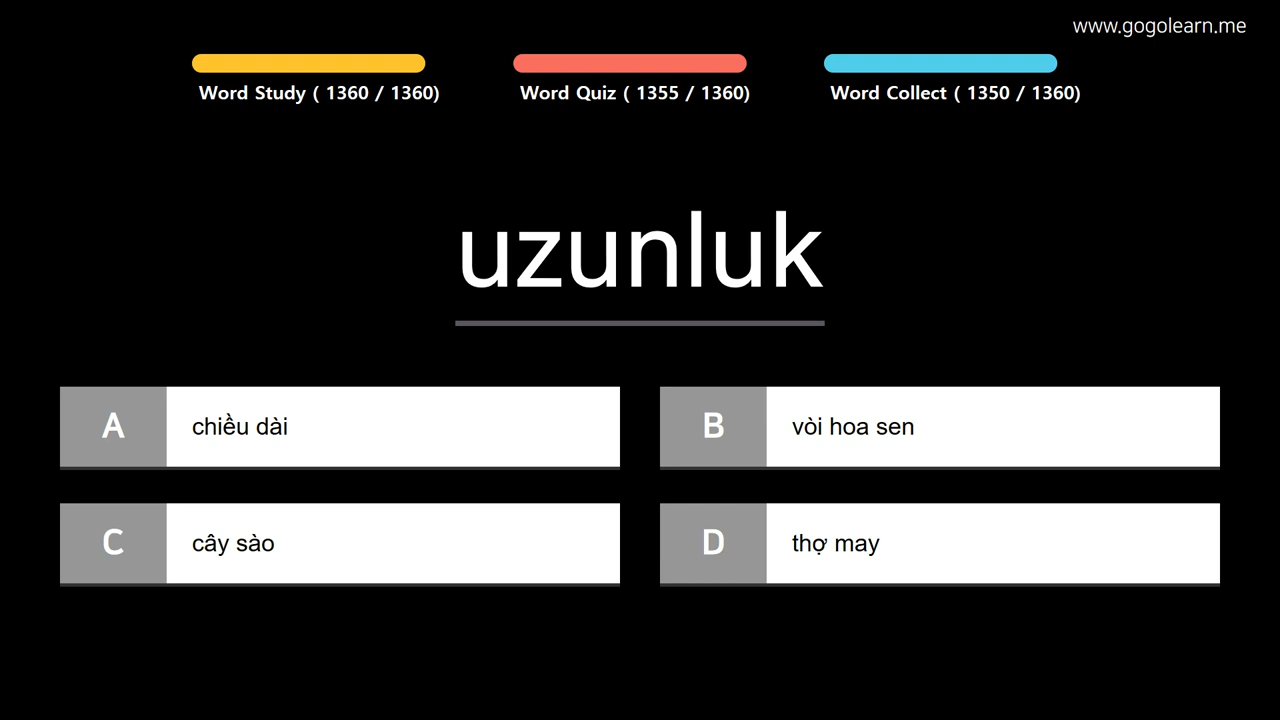 www.gogolearn.me
Word Study ( 1360 / 1360)
Word Quiz ( 1355 / 1360)
Word Collect ( 1350 / 1360)
uzunluk
A chiều dài
B vòi hoa sen
C cây sào
D thợ may